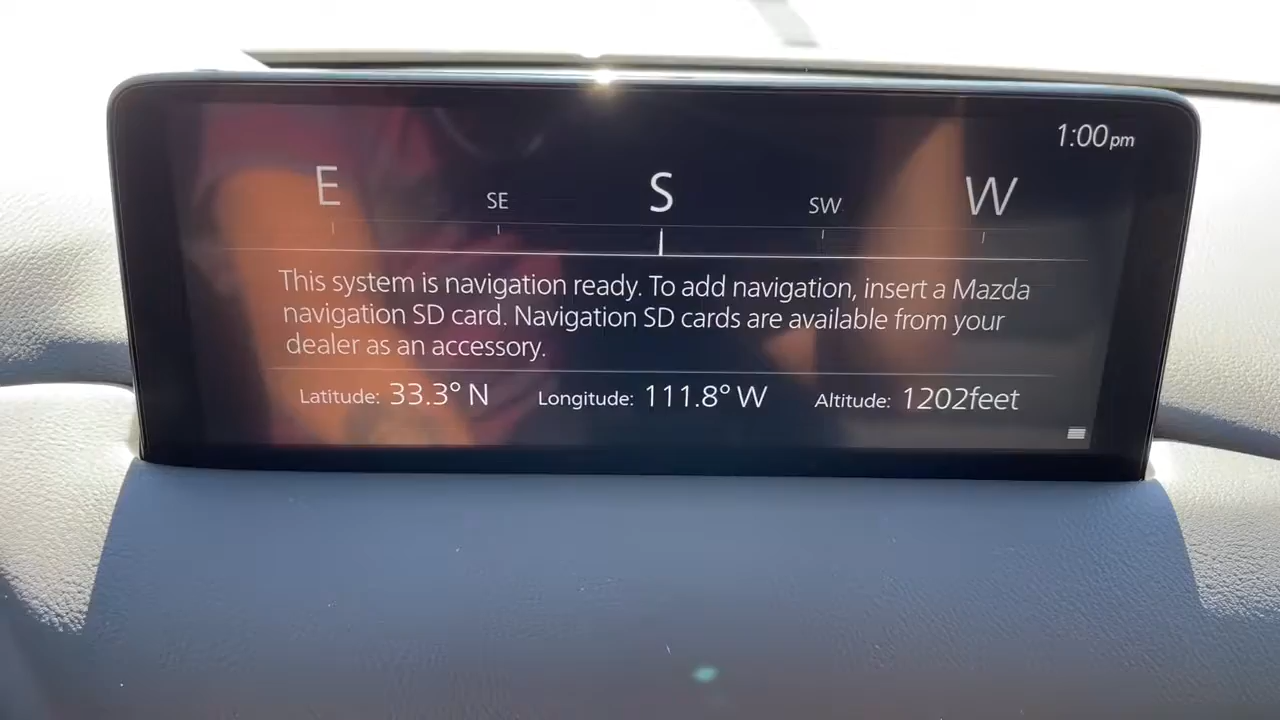 1:00pm
E SE S SW W
This system is navigation ready. To add navigation, insert a Mazda
navigation SD card. Navigation SD cards are available from your
dealer as an accessory.
Latitude: 33.3° N Longitude: 111.8° W Altitude: 1202feet